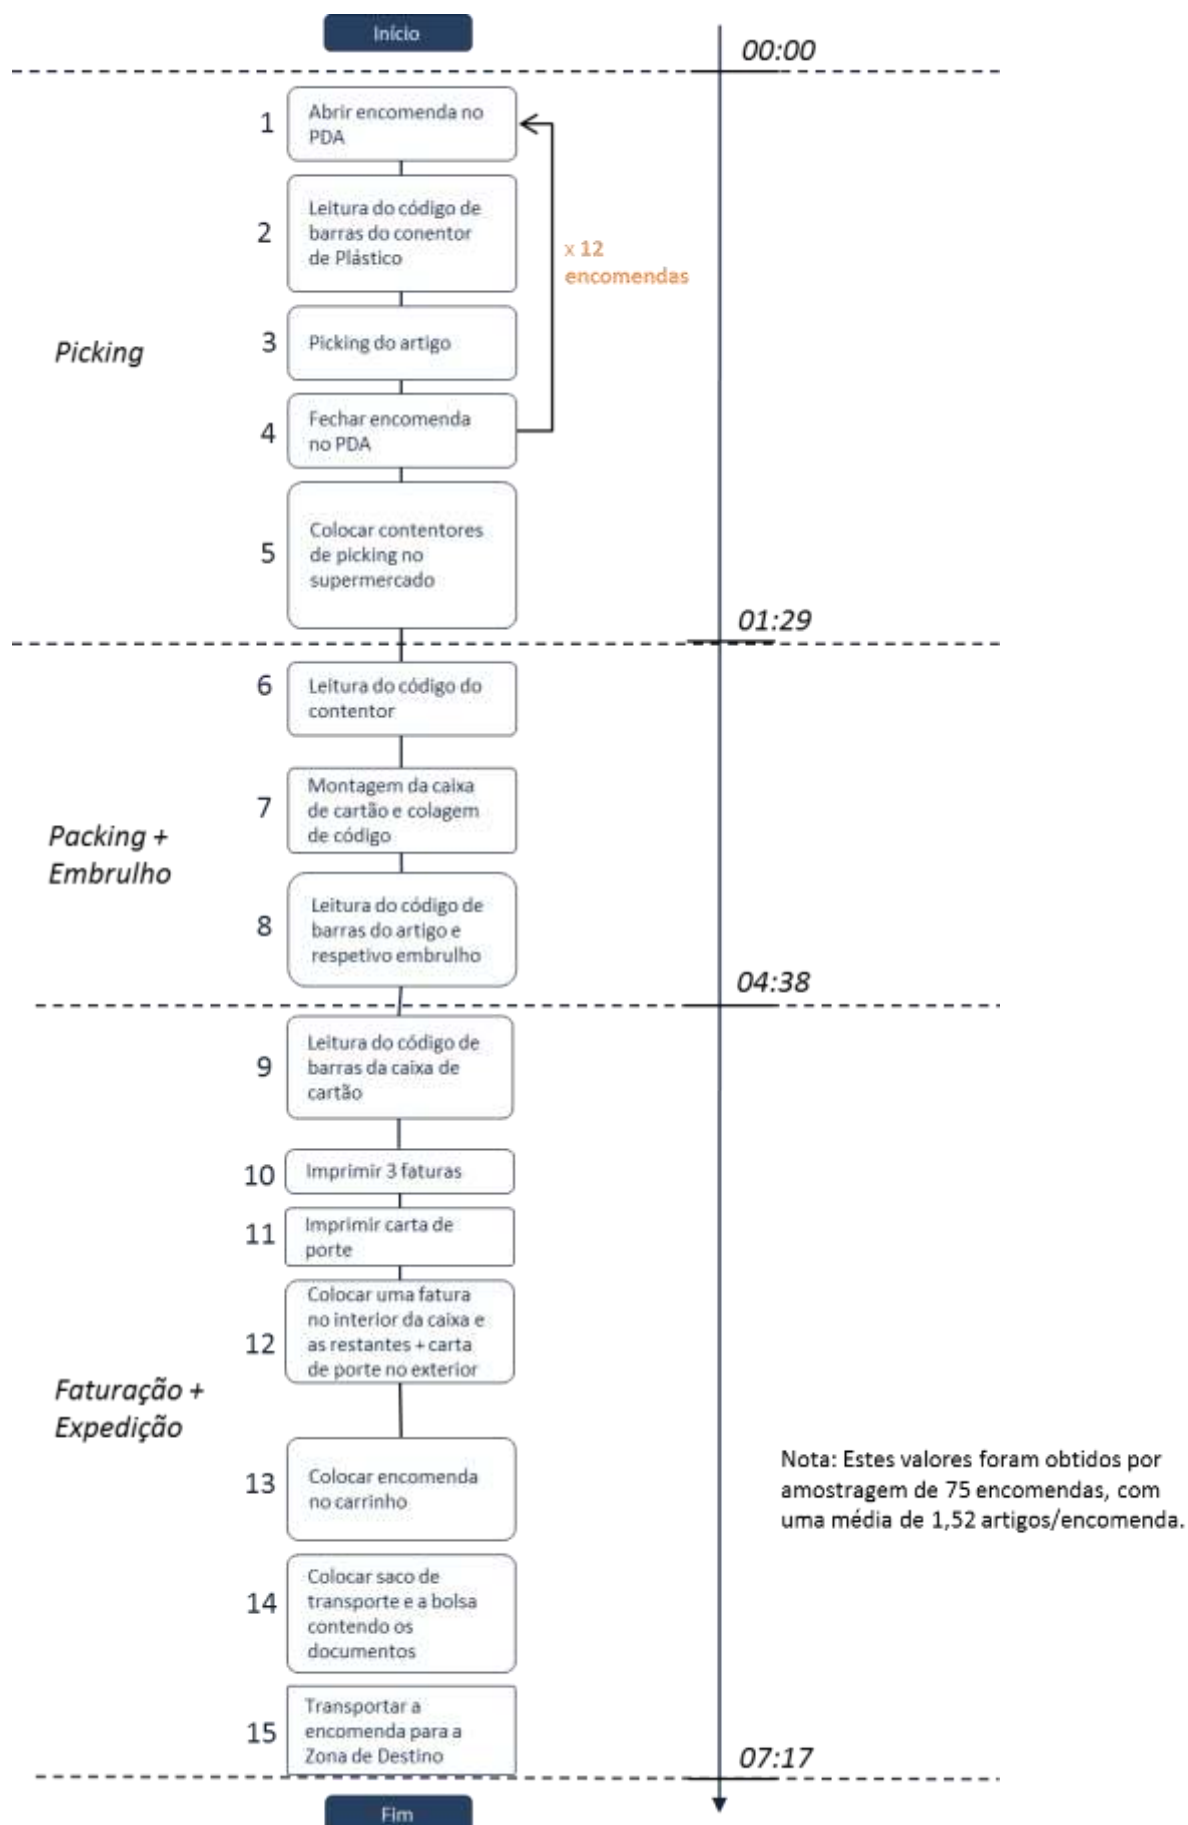 Início
00:00
1
Abrir encomenda no
PDA
2
Leitura do código de
barras do conentor
de Plástico
x 12
encomendas
Picking
3
Picking do artigo
4
Fechar encomenda
no PDA
5
Colocar contentores
de picking no
supermercado
01:29
6
Leitura do código do
contentor
7
Montagem da caixa
de cartão e colagem
de código
Packing +
Embrulho
8
Leitura do código de
barras do artigo e
respetivo embrulho
04:38
9
Leitura do código de
barras da caixa de
cartão
10
Imprimir 3 faturas
11
Imprimir carta de
porte
12
Colocar uma fatura
no interior da caixa e
as restantes + carta
de porte no exterior
Faturação +
Expedição
13
Colocar encomenda
no carrinho
Nota: Estes valores foram obtidos por
amostragem de 75 encomendas, com
uma média de 1,52 artigos/encomenda.
14
Colocar saco de
transporte e a bolsa
contendo os
documentos
15
Transportar a
encomenda para a
Zona de Destino
07:17
Fim